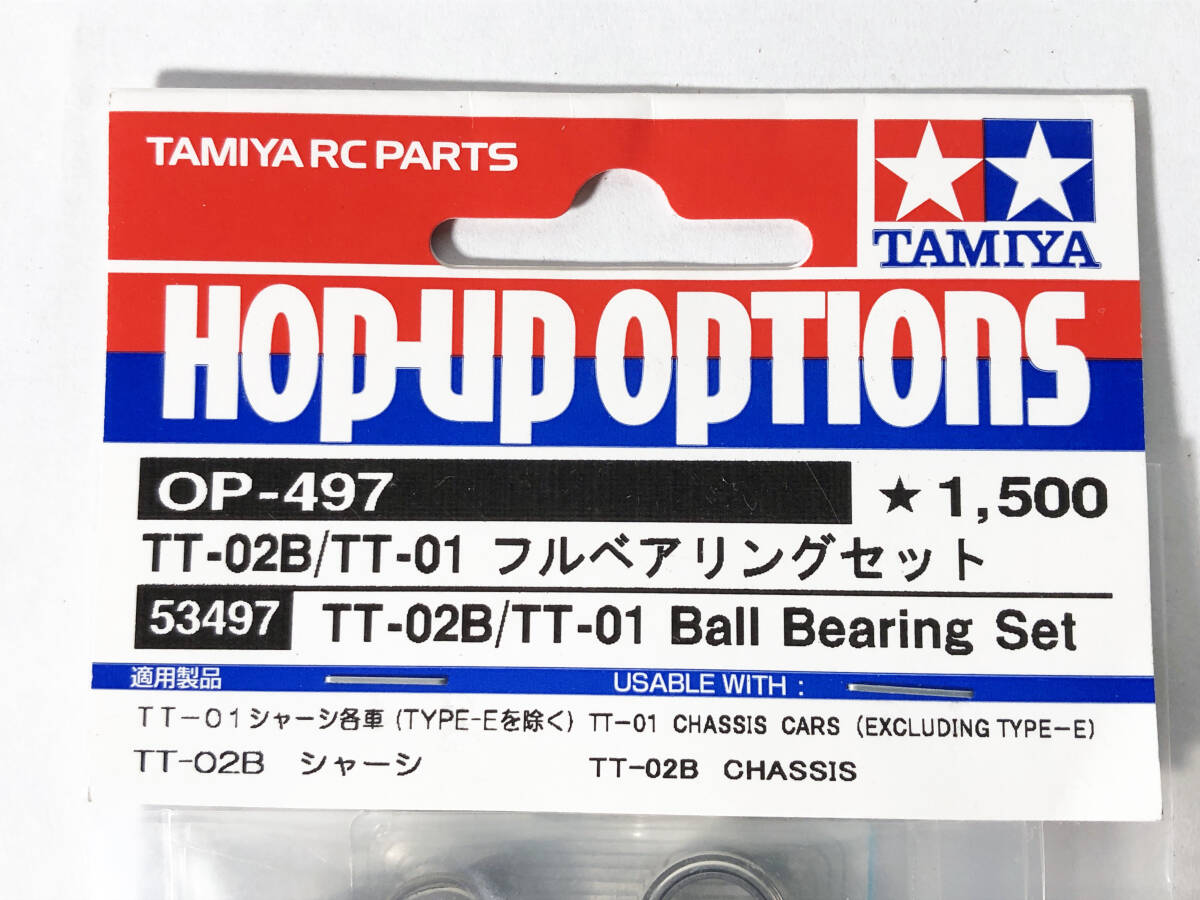 TAMIYA RC PARTS
TAMIYA
HOP-UP OPTIONS
OP-497 ★1,500
TT-02B/TT-01 フルベアリングセット
53497 TT-02B/TT-01 Ball Bearing Set
適用製品 USABLE WITH :
TT-01シャーシ各車 (TYPE-Eを除く) TT-01 CHASSIS CARS (EXCLUDING TYPE-E)
TT-02B シャーシ TT-02B CHASSIS